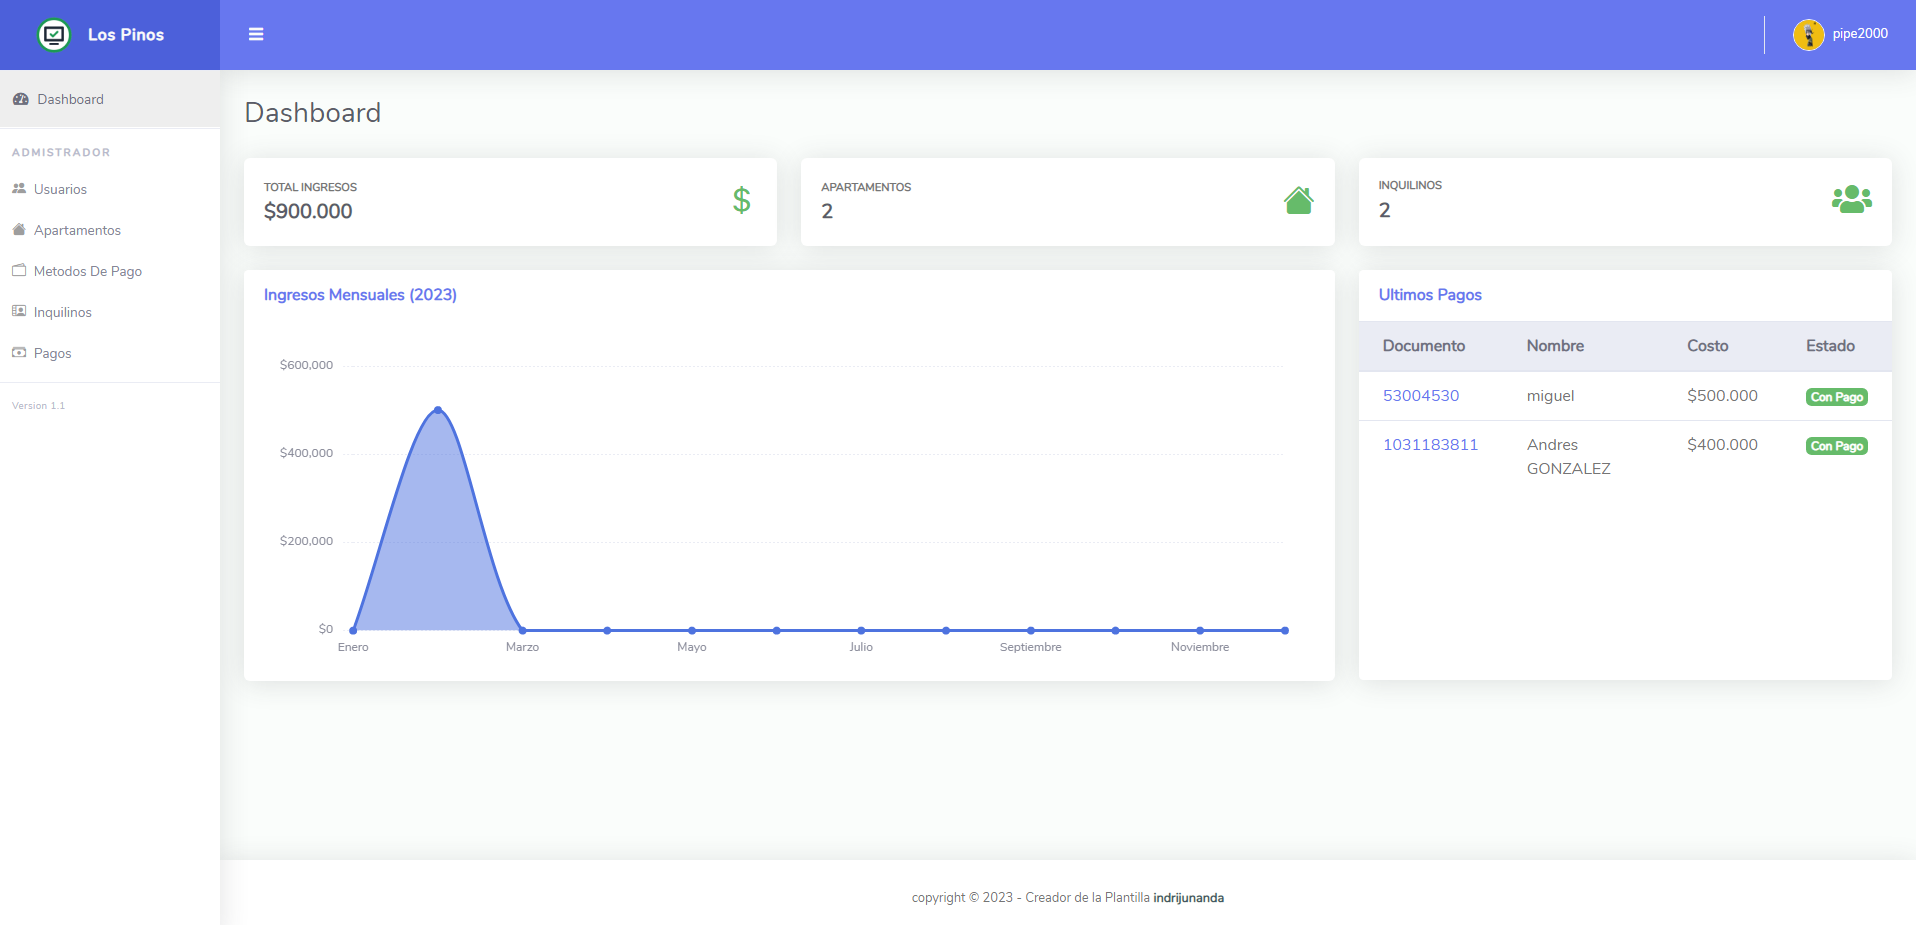 Los Pinos
pipe2000
Dashboard
ADMISTRADOR
Usuarios
Apartamentos
Metodos De Pago
Inquilinos
Pagos
Version 1.1
Dashboard
TOTAL INGRESOS
$900.000
APARTAMENTOS
2
INQUILINOS
2
Ingresos Mensuales (2023)
$600,000
$400,000
$200,000
$0
Enero Marzo Mayo Julio Septiembre Noviembre
Ultimos Pagos
Documento Nombre Costo Estado
53004530 miguel $500.000 Con Pago
1031183811 Andres $400.000 Con Pago
GONZALEZ
copyright © 2023 - Creador de la Plantilla indrijunanda